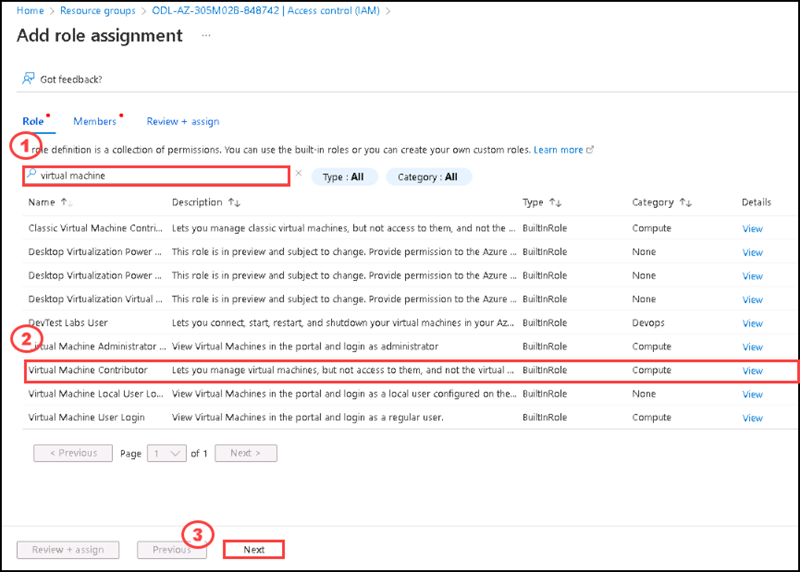 Home > Resource groups > ODL-AZ-305M02B-848742 | Access control (IAM) >
Add role assignment ...
Got feedback?
Role Members Review + assign
1
role definition is a collection of permissions. You can use the built-in roles or you can create your own custom roles. Learn more
virtual machine × Type : All Category : All
Name ↑↓ Description ↑↓ Type ↑↓ Category ↑↓ Details
Classic Virtual Machine Contri... Lets you manage classic virtual machines, but not access to them, and not the ... BuiltInRole Compute View
Desktop Virtualization Power ... This role is in preview and subject to change. Provide permission to the Azure ... BuiltInRole None View
Desktop Virtualization Power ... This role is in preview and subject to change. Provide permission to the Azure ... BuiltInRole None View
Desktop Virtualization Virtual ... This role is in preview and subject to change. Provide permission to the Azure ... BuiltInRole None View
DevTest Labs User Lets you connect, start, restart, and shutdown your virtual machines in your Az... BuiltInRole Devops View
2
Virtual Machine Administrator ... View Virtual Machines in the portal and login as administrator BuiltInRole Compute View
Virtual Machine Contributor Lets you manage virtual machines, but not access to them, and not the virtual ... BuiltInRole Compute View
Virtual Machine Local User Lo... View Virtual Machines in the portal and login as a local user configured on the... BuiltInRole None View
Virtual Machine User Login View Virtual Machines in the portal and login as a regular user. BuiltInRole Compute View
< Previous Page 1 of 1 Next >
3
Review + assign Previous Next